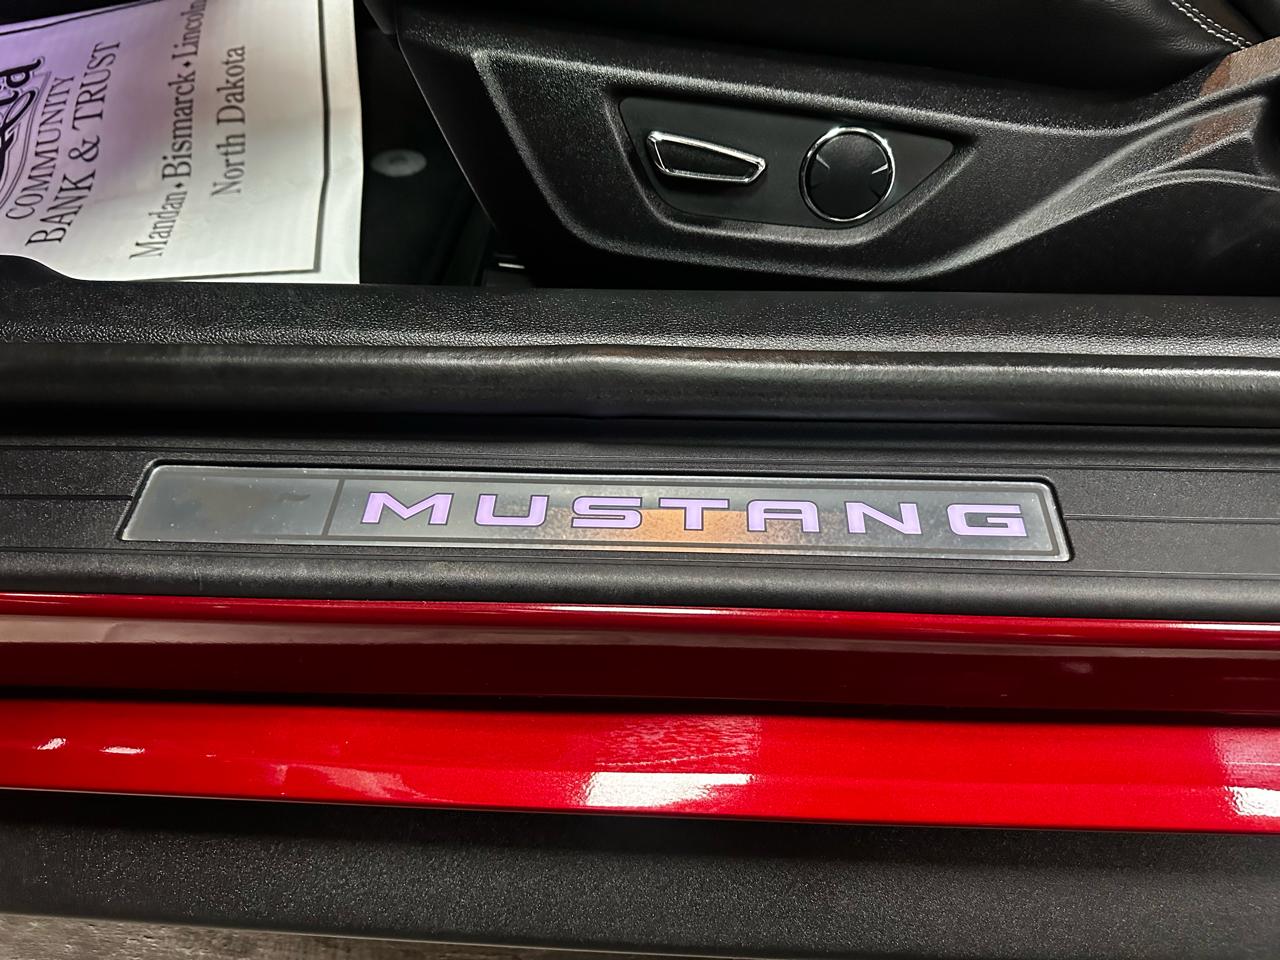 COMMUNITY
BANK & TRUST
Mandan • Bismarck • Lincoln
North Dakota
MUSTANG